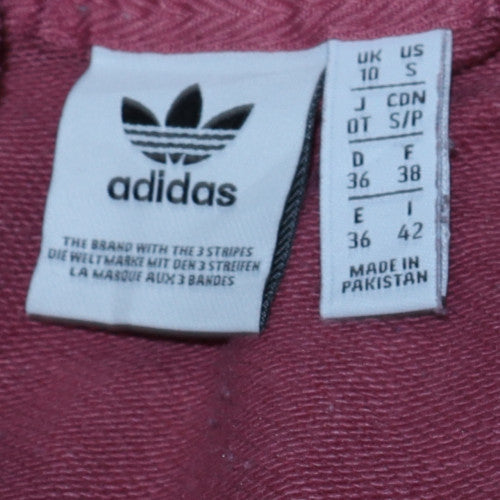 adidas
THE BRAND WITH THE 3 STRIPES
DIE WELTMARKE MIT DEN 3 STREIFEN
LA MARQUE AUX 3 BANDES
UK US
10 S
J CDN
OT S/P
D F
36 38
E I
36 42
MADE IN
PAKISTAN